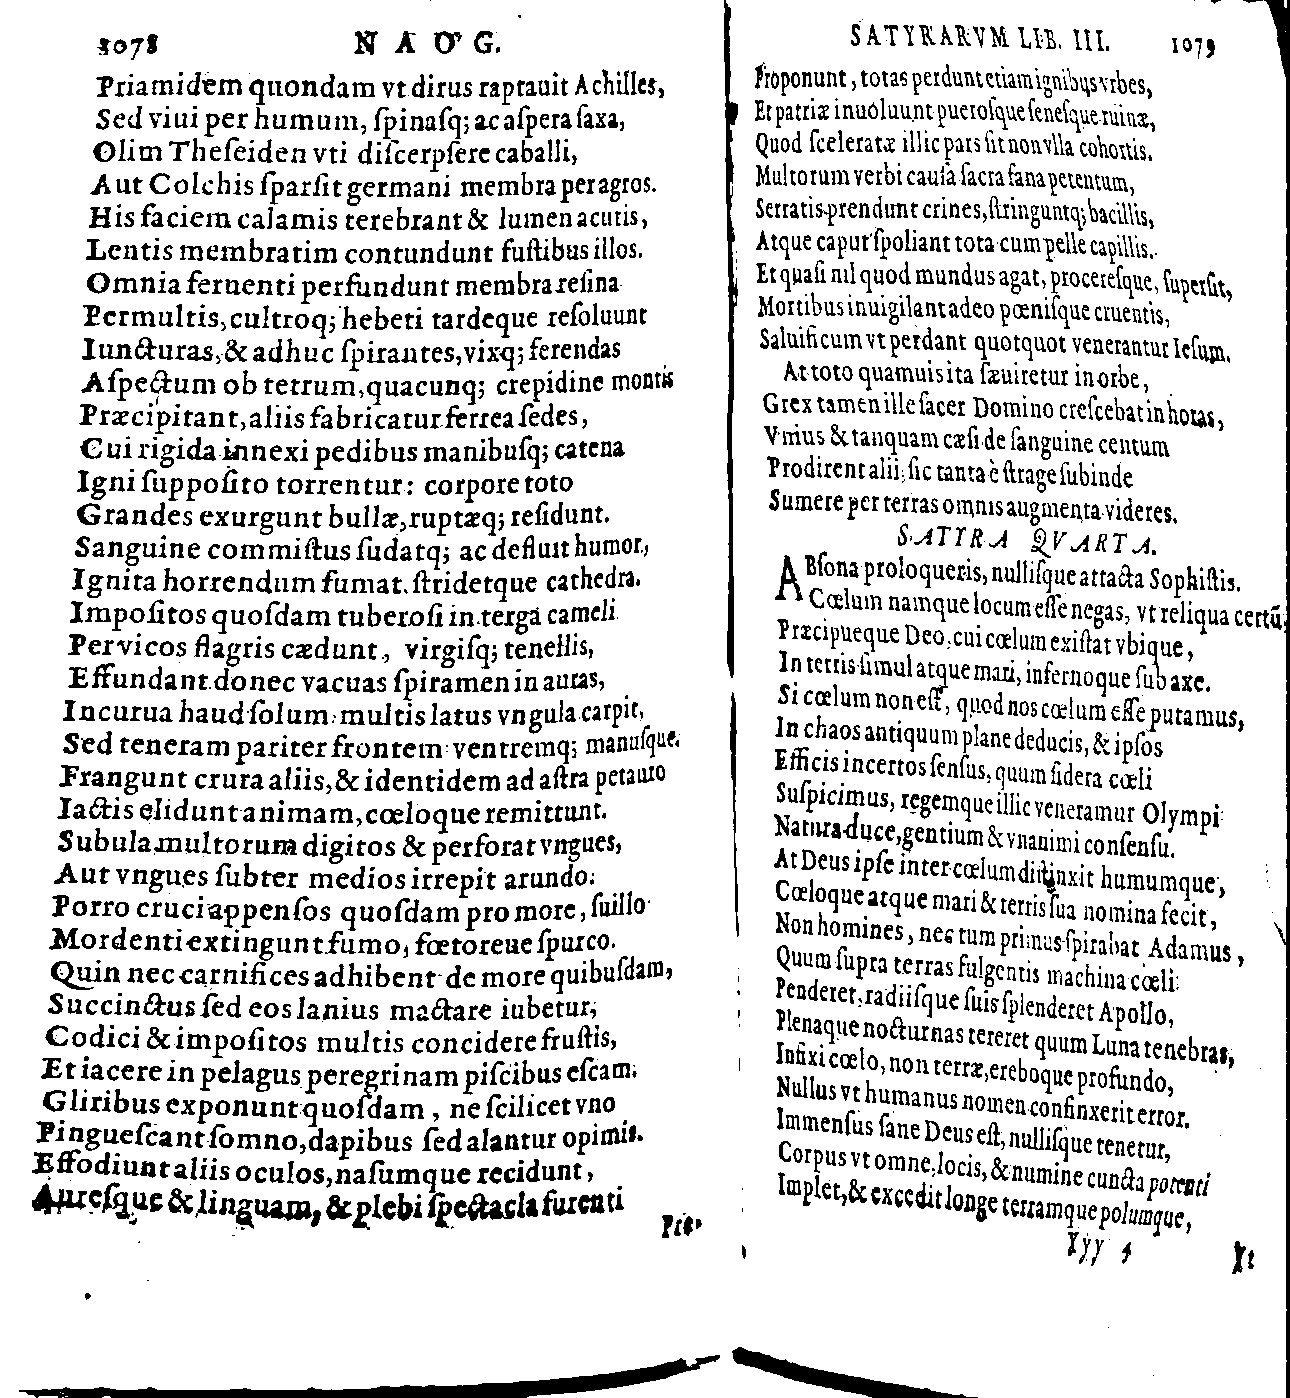 1078 NAOG.
Priamidem quondam vt dirus raptauit Achilles,
Sed viui per humum, ſpinaſq; ac aſpera ſaxa,
Olim Theſeiden vti diſcerpſere caballi,
Aut Colchis ſparſit germani membra per agros.
His faciem calamis terebrant & lumen acutis,
Lentis membratim contundunt fuſtibus illos.
Omnia feruenti perfundunt membra reſina
Permultis, cultroq; hebeti tardeque reſoluunt
Iuncturas, & adhuc ſpirantes, vixq; ferendas
Aſpectum ob tetrum, quacunq; crepidine montis
Præcipitant, aliis fabricatur ferrea ſedes,
Cui rigida innexi pedibus manibuſq; catena
Igni ſuppoſito torrentur: corpore toto
Grandes exurgunt bullæ, ruptæq; reſidunt.
Sanguine commiſtus ſudatq; ac defluit humor,
Ignita horrendum fumat, ſtridetque cathedra.
Impoſitos quoſdam tuberoſi in terga cameli
Pervicos flagris cædunt, virgiſq; tenellis,
Effundant donec vacuas ſpiramen in auras,
Incurua haud ſolum multis latus vngula carpit,
Sed teneram pariter frontem ventremq; manuſque.
Frangunt crura aliis, & identidem ad aſtra petauro
Iactis elidunt animam, cœloque remittunt.
Subula multorum digitos & perforat vngues,
Aut vngues ſubter medios irrepit arundo.
Porro cruci appenſos quoſdam pro more, ſuillo
Mordenti extingunt fumo, fœtoreue ſpurco.
Quin nec carnifices adhibent de more quibuſdam,
Succinctus ſed eos lanius mactare iubetur,
Codici & impoſitos multis concidere fruſtis,
Et iacere in pelagus peregrinam piſcibus eſcam.
Gliribus exponunt quoſdam, ne ſcilicet vno
Pingueſcant ſomno, dapibus ſed alantur opimis.
Effodiunt aliis oculos, naſumque recidunt,
Aureſque & linguam, & plebi ſpectacla furenti
Pro-
SATYRARVM LIB. III. 1079
Proponunt, totas perdunt etiam ignibus vrbes,
Et patriæ inuoluunt pueroſque ſeneſque ruinæ,
Quod ſceleratæ illic pars ſit non vlla cohortis.
Multorum verbi cauſa ſacra fana petentum,
Serratis prendunt crines, ſtringuntq; bacillis,
Atque caput ſpoliant tota cum pelle capillis.
Et quaſi nil quod mundus agat, procereſque, ſuperſit,
Mortibus inuigilant adeo pœniſque cruentis,
Saluificum vt perdant quotquot venerantur Ieſum.
At toto quamuis ita ſæuiretur in orbe,
Grex tamen ille ſacer Domino creſcebat in horas,
Vnius & tanquam cæſi de ſanguine centum
Prodirent alii: ſic tanta è ſtrage ſubinde
Sumere per terras omnis augmenta videres.
SATYRA QVARTA.
ABſona proloqueris, nulliſque attacta Sophiſtis.
Cœlum namque locum eſſe negas, vt reliqua certũ,
Præcipueque Deo, cui cœlum exiſtat vbique,
In terris ſimul atque mari, infernoque ſub axe.
Si cœlum non eſt, quod nos cœlum eſſe putamus,
In chaos antiquum plane deducis, & ipſos
Efficis incertos ſenſus, quum ſidera cœli
Suſpicimus, regemque illic veneramur Olympi
Natura duce, gentium & vnanimi conſenſu.
At Deus ipſe inter cœlum diſtinxit humumque,
Cœloque atque mari & terris ſua nomina fecit,
Non homines, nec tum primus ſpirabat Adamus,
Quum ſupra terras fulgentis machina cœli
Penderet, radiiſque ſuis ſplenderet Apollo,
Plenaque nocturnas tereret quum Luna tenebras,
Infixi cœlo, non terræ, ereboque profundo,
Nullus vt humanus nomen confinxerit error.
Immenſus ſane Deus eſt, nulliſque tenetur,
Corpus vt omne, locis, & numine cuncta potenti
Implet, & excedit longe terramque polumque,
Yyy 4